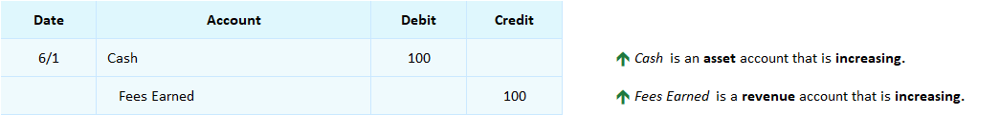 Date Account Debit Credit
6/1 Cash 100 Cash is an asset account that is increasing.
Fees Earned 100 Fees Earned is a revenue account that is increasing.